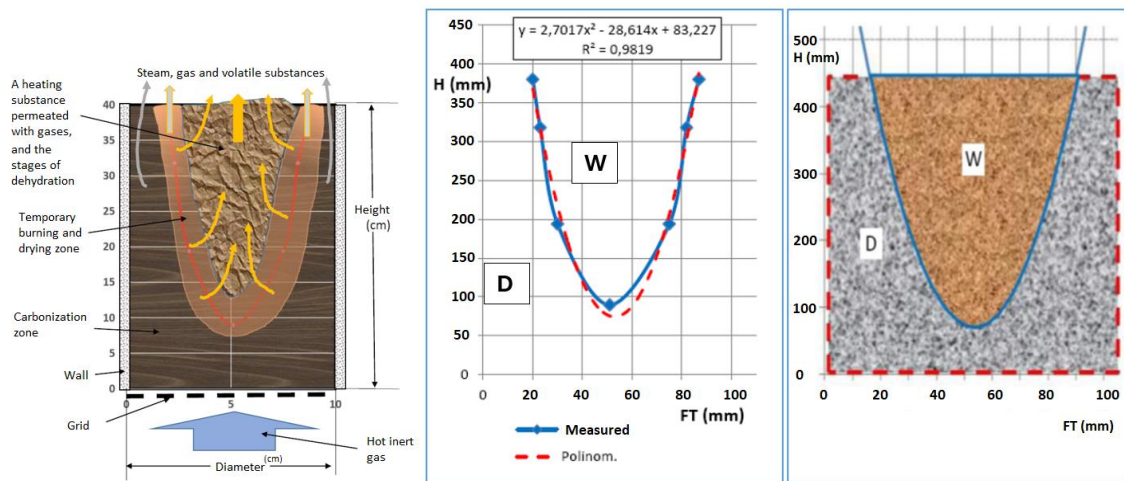 Steam, gas and volatile substances
A heating
substance
permeated
with gases,
and the
stages of
dehydration
Temporary
burning and
drying zone
Carbonization
zone
Wall
Grid
40
35
30
25
20
15
10
5
0
0
5
10
Height
(cm)
Hot inert
gas
Diameter
(cm)
y = 2,7017x² - 28,614x + 83,227
R² = 0,9819
450
400
H (mm)
350
300
250
200
150
100
50
0
W
D
0
20
40
60
80
100
FT (mm)
Measured
Polinom.
500
H (mm)
400
300
200
100
0
W
D
0
20
40
60
80
100
FT (mm)